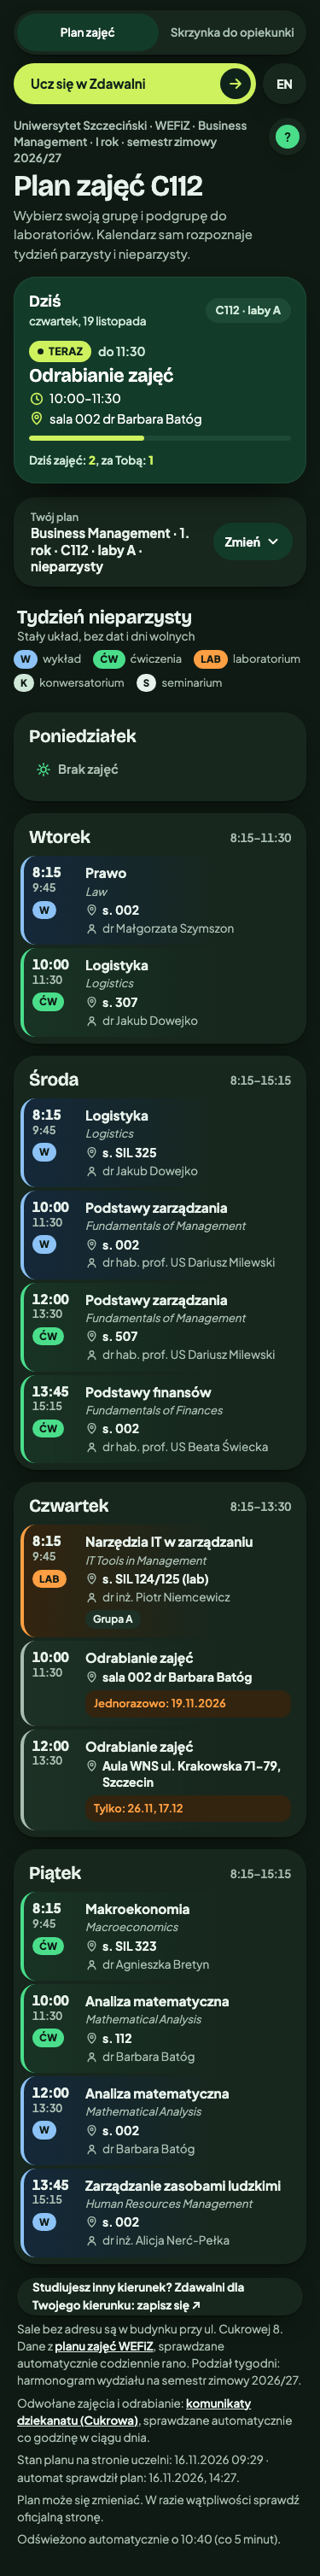 Plan zajęć
Skrzynka do opiekunki
Ucz się w Zdawalni
EN
Uniwersytet Szczeciński · WEFiZ · Business
Management · I rok · semestr zimowy
2026/27
?
Plan zajęć C112
Wybierz swoją grupę i podgrupę do
laboratoriów. Kalendarz sam rozpoznaje
tydzień parzysty i nieparzysty.
Dziś
czwartek, 19 listopada
C112 · laby A
TERAZ do 11:30
Odrabianie zajęć
10:00–11:30
sala 002 dr Barbara Batóg
Dziś zajęć: 2, za Tobą: 1
Twój plan
Business Management · 1.
rok · C112 · laby A ·
nieparzysty
Zmień
Tydzień nieparzysty
Stały układ, bez dat i dni wolnych
W wykład ĆW ćwiczenia LAB laboratorium
K konwersatorium S seminarium
Poniedziałek
Brak zajęć
Wtorek 8:15–11:30
8:15 Prawo
9:45 Law
W s. 002
dr Małgorzata Szymszon
10:00 Logistyka
11:30 Logistics
ĆW s. 307
dr Jakub Dowejko
Środa 8:15–15:15
8:15 Logistyka
9:45 Logistics
W s. SIL 325
dr Jakub Dowejko
10:00 Podstawy zarządzania
11:30 Fundamentals of Management
W s. 002
dr hab. prof. US Dariusz Milewski
12:00 Podstawy zarządzania
13:30 Fundamentals of Management
ĆW s. 507
dr hab. prof. US Dariusz Milewski
13:45 Podstawy finansów
15:15 Fundamentals of Finances
ĆW s. 002
dr hab. prof. US Beata Świecka
Czwartek 8:15–13:30
8:15 Narzędzia IT w zarządzaniu
9:45 IT Tools in Management
LAB s. SIL 124/125 (lab)
dr inż. Piotr Niemcewicz
Grupa A
10:00 Odrabianie zajęć
11:30 sala 002 dr Barbara Batóg
Jednorazowo: 19.11.2026
12:00 Odrabianie zajęć
13:30 Aula WNS ul. Krakowska 71-79,
Szczecin
Tylko: 26.11, 17.12
Piątek 8:15–15:15
8:15 Makroekonomia
9:45 Macroeconomics
ĆW s. SIL 323
dr Agnieszka Bretyn
10:00 Analiza matematyczna
11:30 Mathematical Analysis
ĆW s. 112
dr Barbara Batóg
12:00 Analiza matematyczna
13:30 Mathematical Analysis
W s. 002
dr Barbara Batóg
13:45 Zarządzanie zasobami ludzkimi
15:15 Human Resources Management
W s. 002
dr inż. Alicja Nerć-Pełka
Studiujesz inny kierunek? Zdawalni dla
Twojego kierunku: zapisz się ↗
Sale bez adresu są w budynku przy ul. Cukrowej 8.
Dane z planu zajęć WEFiZ, sprawdzane
automatycznie codziennie rano. Podział tygodni:
harmonogram wydziału na semestr zimowy 2026/27.
Odwołane zajęcia i odrabianie: komunikaty
dziekanatu (Cukrowa), sprawdzane automatycznie
co godzinę w ciągu dnia.
Stan planu na stronie uczelni: 16.11.2026 09:29 ·
automat sprawdził plan: 16.11.2026, 14:27.
Plan może się zmieniać. W razie wątpliwości sprawdź
oficjalną stronę.
Odświeżono automatycznie o 10:40 (co 5 minut).